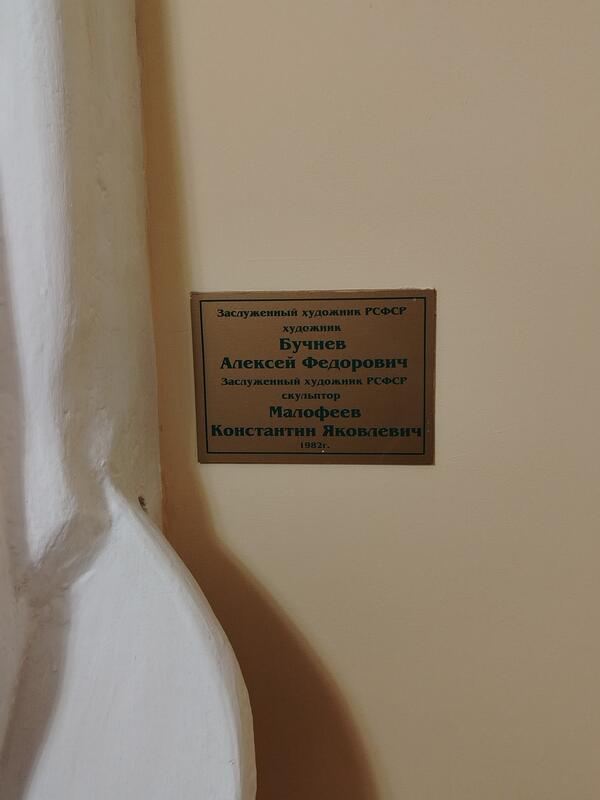 Заслуженный художник РСФСР
художник
Бучнев
Алексей Федорович
Заслуженный художник РСФСР
скульптор
Малофеев
Константин Яковлевич
1982г.